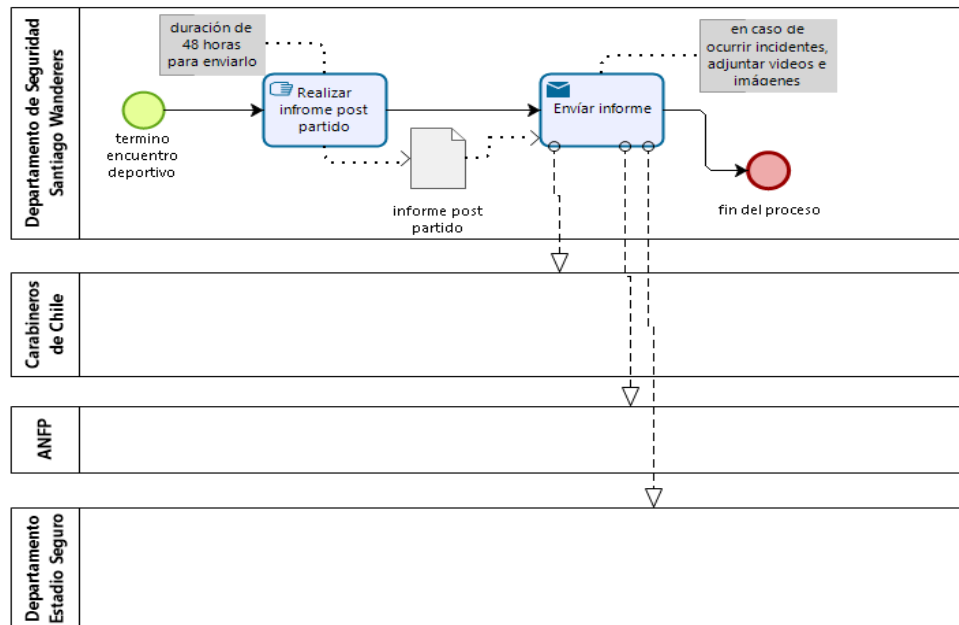 Departamento de Seguridad
Santiago Wanderers
duración de
48 horas
para enviarlo
en caso de
ocurrir incidentes,
adjuntar videos e
imágenes
Realizar
infrome post
partido
Envíar informe
termino
encuentro
deportivo
informe post
partido
fin del proceso
Carabineros
de Chile
ANFP
Departamento
Estadio Seguro